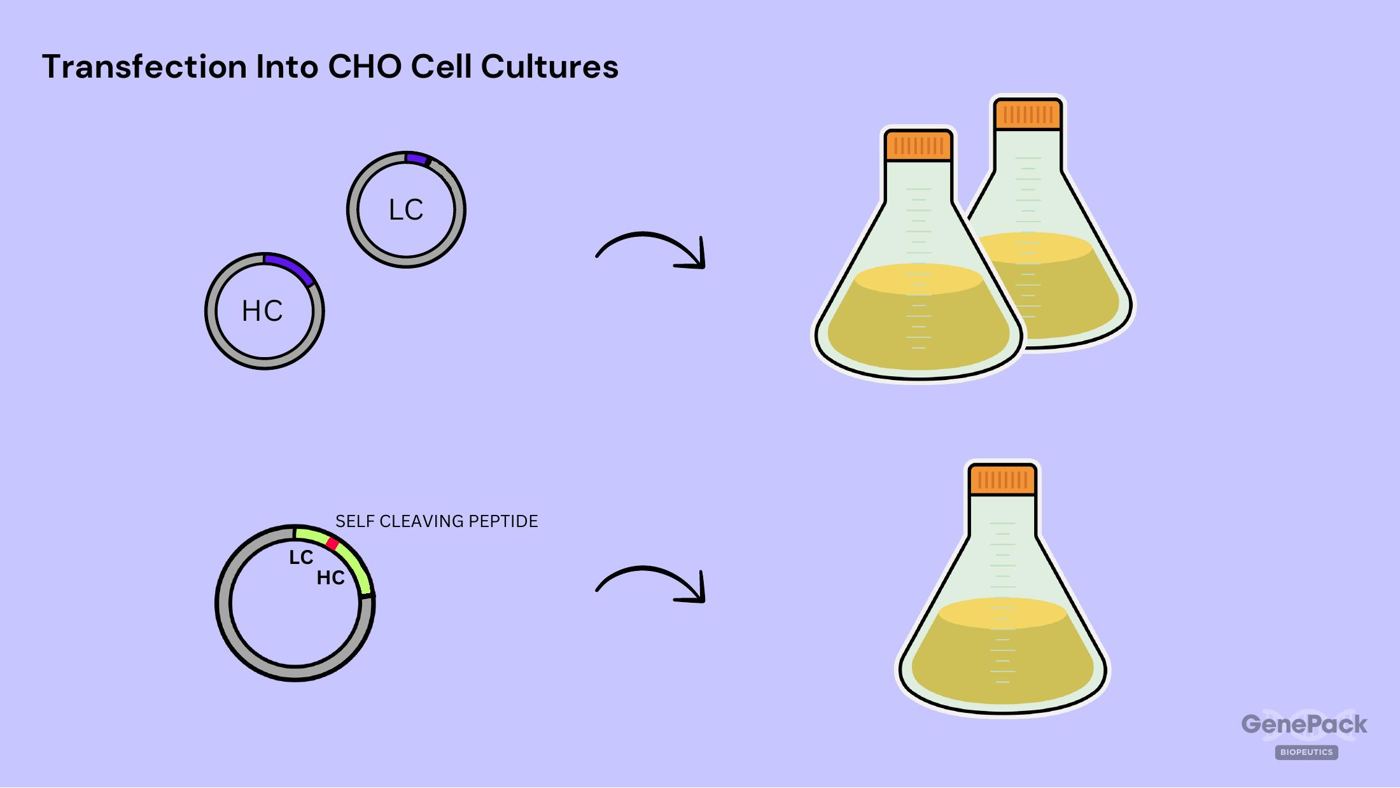 Transfection Into CHO Cell Cultures
LC
HC
SELF CLEAVING PEPTIDE
LC
HC
GenePack
BIOPEUTICS